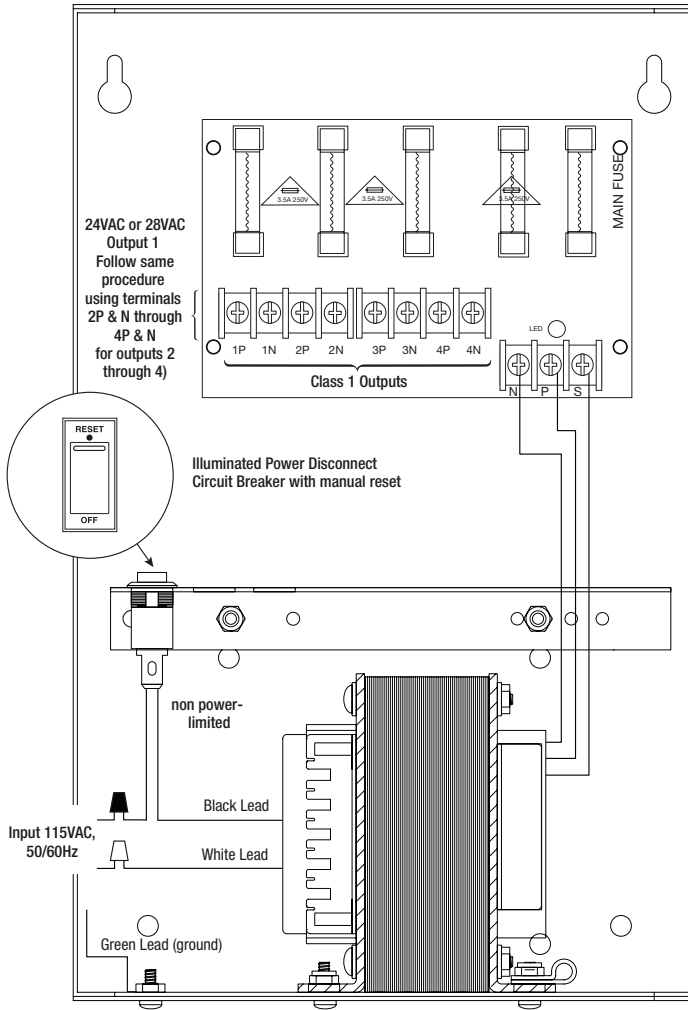 MAIN FUSE
3.5A 250V
3.5A 250V
3.5A 250V
24VAC or 28VAC
Output 1
Follow same
procedure
using terminals
2P & N through
4P & N
for outputs 2
through 4)
LED
1P 1N 2P 2N 3P 3N 4P 4N
N P S
Class 1 Outputs
RESET
OFF
Illuminated Power Disconnect
Circuit Breaker with manual reset
non power-
limited
Black Lead
Input 115VAC,
50/60Hz
White Lead
Green Lead (ground)